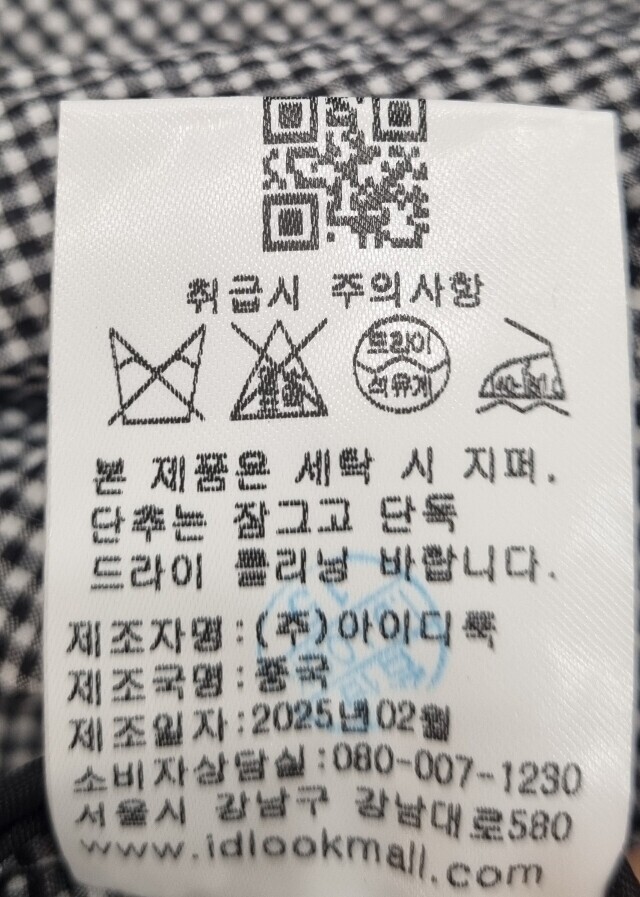 취급시 주의사항
드라이
석유계
본 제품은 세탁 시 지퍼.
단추는 잠그고 단독
드라이 클리닝 바랍니다.
제조자명:(주)아이디룩
제조국명:중국
제조일자:2025년02월
소비자상담실:080-007-1230
서울시 강남구 강남대로580
www.idlookmall.com